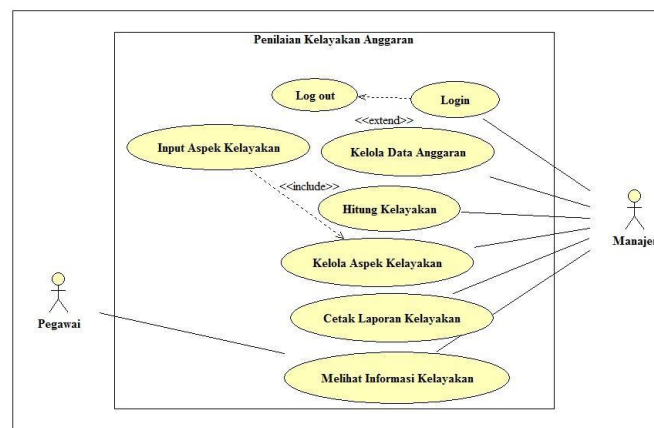 Penilaian Kelayakan Anggaran
Log out
Login
<<extend>>
Input Aspek Kelayakan
Kelola Data Anggaran
<<include>>
Hitung Kelayakan
Manajer
Kelola Aspek Kelayakan
Pegawai
Cetak Laporan Kelayakan
Melihat Informasi Kelayakan